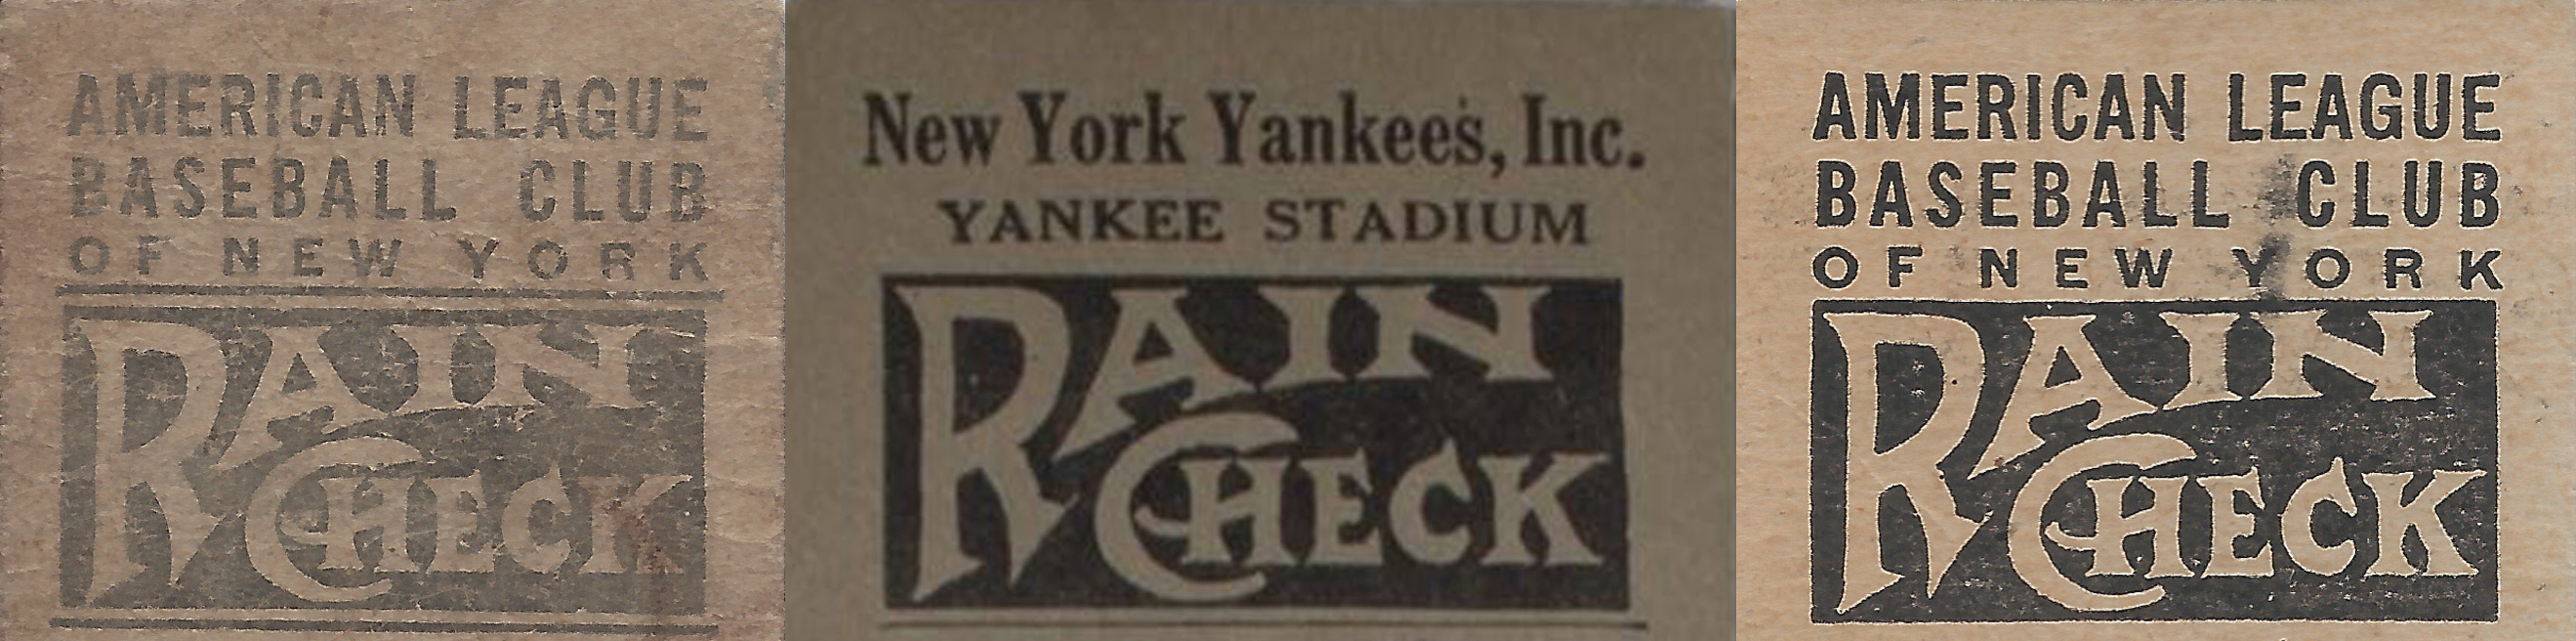 AMERICAN LEAGUE
BASEBALL CLUB
OF NEW YORK
RAIN
CHECK
New York Yankees, Inc.
YANKEE STADIUM
RAIN
CHECK
AMERICAN LEAGUE
BASEBALL CLUB
OF NEW YORK
RAIN
CHECK